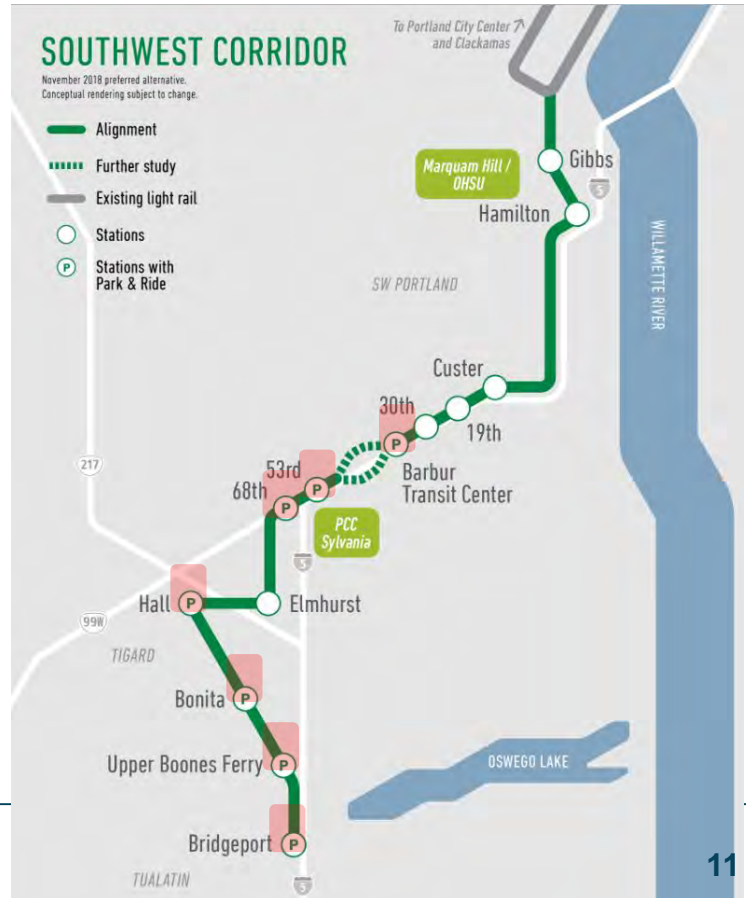 To Portland City Center
and Clackamas
SOUTHWEST CORRIDOR
November 2018 preferred alternative.
Conceptual rendering subject to change.
Alignment
Further study
Existing light rail
Stations
P
Stations with
Park & Ride
Marquam Hill /
OHSU
Gibbs
5
Hamilton
WILLAMETTE RIVER
SW PORTLAND
Custer
30th
19th
P
Barbur
Transit Center
217
53rd
P
68th
P
PCC
Sylvania
5
Hall
P
Elmhurst
99W
TIGARD
Bonita
P
Upper Boones Ferry
P
OSWEGO LAKE
Bridgeport
P
11
TUALATIN
5